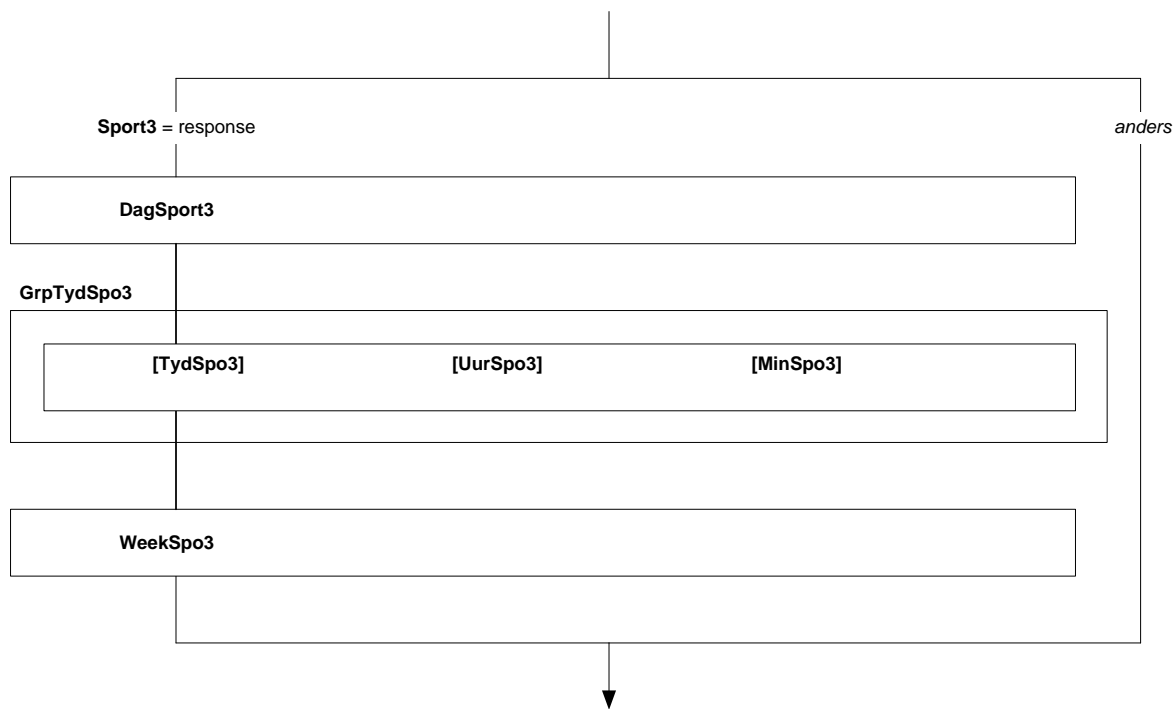 Sport3 = response
anders
DagSport3
GrpTydSpo3
[TydSpo3] [UurSpo3] [MinSpo3]
WeekSpo3